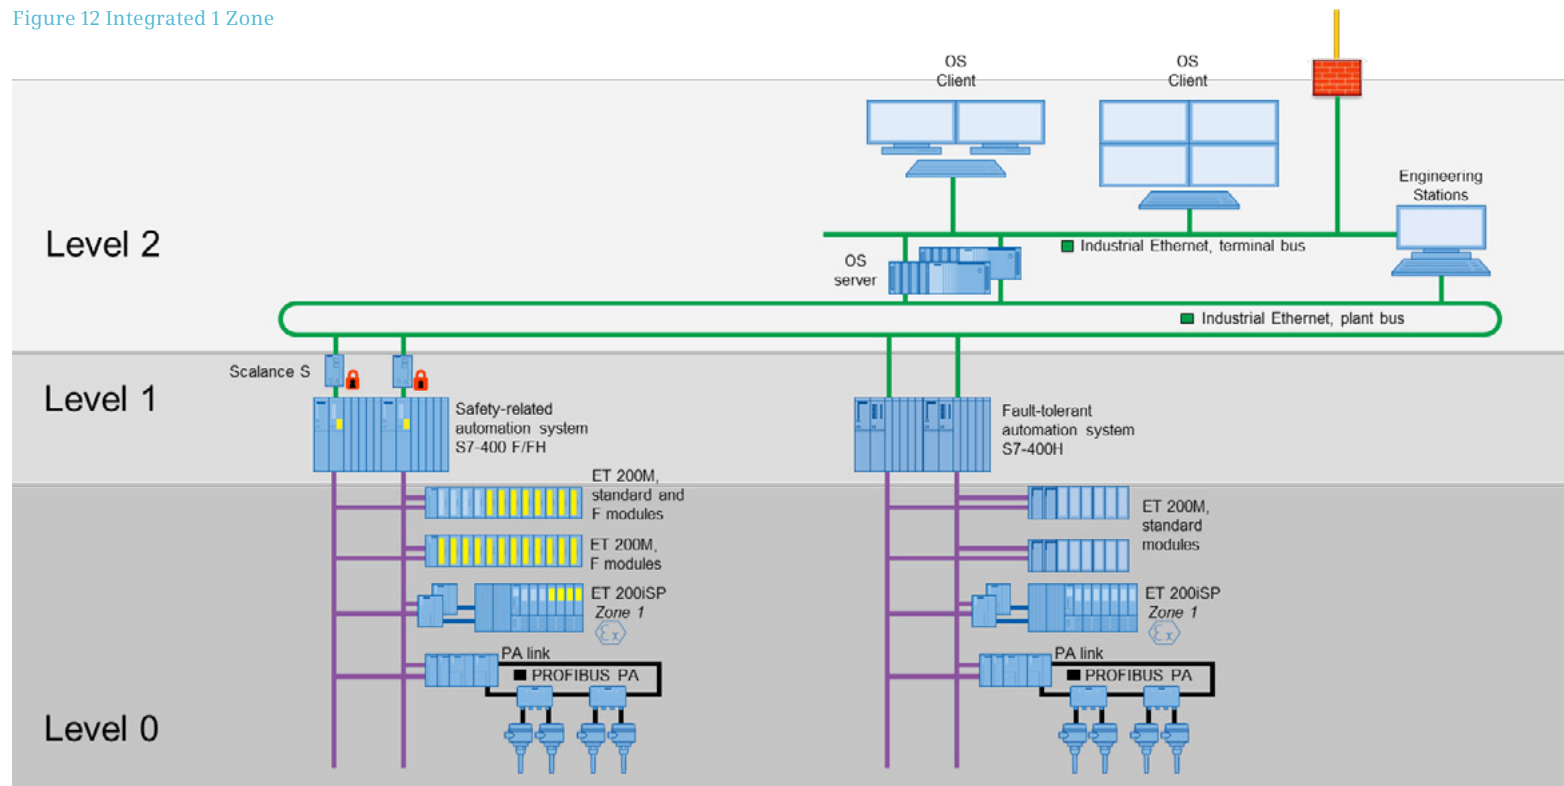 Figure 12 Integrated 1 Zone
OS
Client
OS
Client
Engineering
Stations
Level 2
Industrial Ethernet, terminal bus
OS
server
Industrial Ethernet, plant bus
Level 1
Scalance S
Safety-related
automation system
S7-400 F/FH
Fault-tolerant
automation system
S7-400H
ET 200M,
standard and
F modules
ET 200M,
F modules
ET 200iSP
Zone 1
Ex
PA link
PROFIBUS PA
ET 200M,
standard
modules
ET 200iSP
Zone 1
Ex
PA link
PROFIBUS PA
Level 0